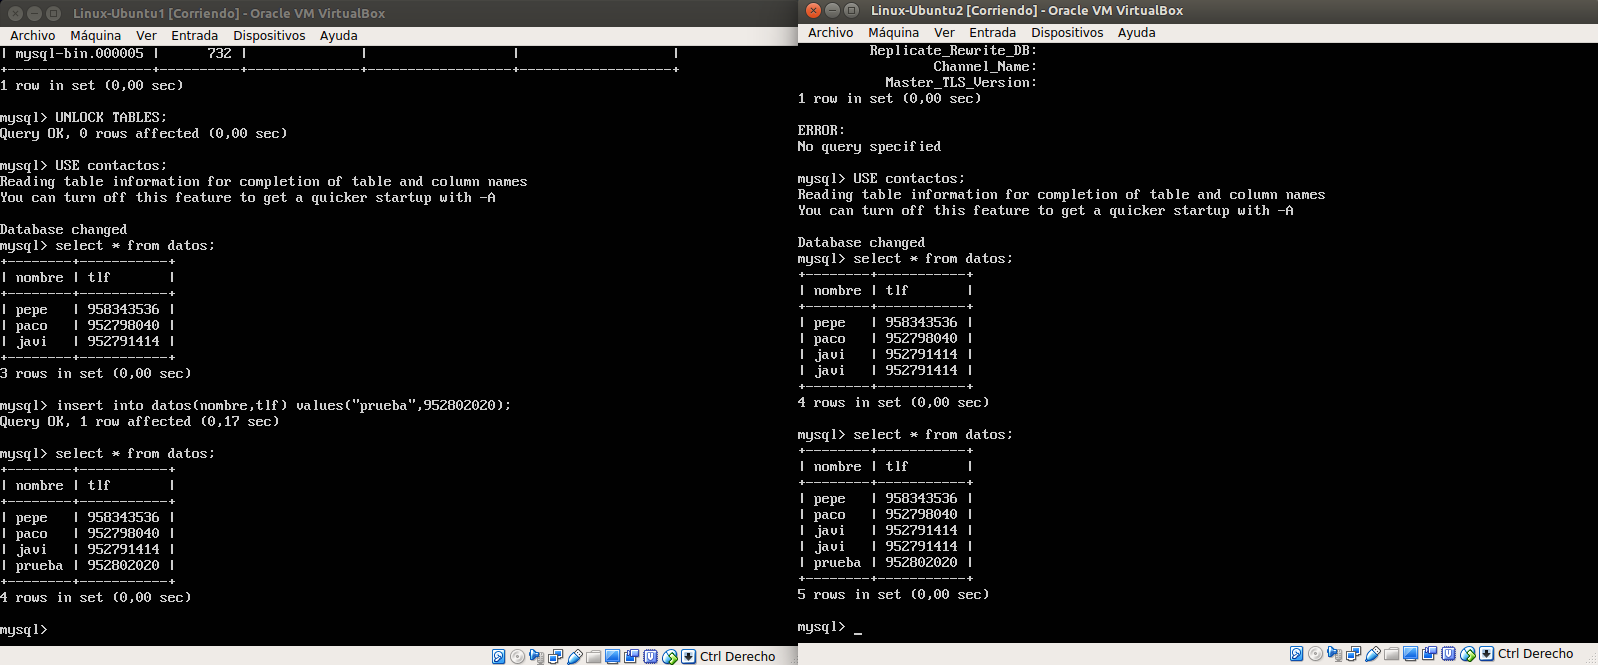 Linux-Ubuntu1 [Corriendo] - Oracle VM VirtualBox
Archivo Máquina Ver Entrada Dispositivos Ayuda
| mysql-bin.000005 |      732 |              |                  |                   |
+------------------+----------+--------------+------------------+-------------------+
1 row in set (0,00 sec)

mysql> UNLOCK TABLES;
Query OK, 0 rows affected (0,00 sec)

mysql> USE contactos;
Reading table information for completion of table and column names
You can turn off this feature to get a quicker startup with -A

Database changed
mysql> select * from datos;
+--------+-----------+
| nombre | tlf       |
+--------+-----------+
| pepe   | 958343536 |
| paco   | 952798040 |
| javi   | 952791414 |
+--------+-----------+
3 rows in set (0,00 sec)

mysql> insert into datos(nombre,tlf) values("prueba",952802020);
Query OK, 1 row affected (0,17 sec)

mysql> select * from datos;
+--------+-----------+
| nombre | tlf       |
+--------+-----------+
| pepe   | 958343536 |
| paco   | 952798040 |
| javi   | 952791414 |
| prueba | 952802020 |
+--------+-----------+
4 rows in set (0,00 sec)

mysql>
Ctrl Derecho
Linux-Ubuntu2 [Corriendo] - Oracle VM VirtualBox
Archivo Máquina Ver Entrada Dispositivos Ayuda
Replicate_Rewrite_DB:
Channel_Name:
Master_TLS_Version:
1 row in set (0,00 sec)

ERROR:
No query specified

mysql> USE contactos;
Reading table information for completion of table and column names
You can turn off this feature to get a quicker startup with -A

Database changed
mysql> select * from datos;
+--------+-----------+
| nombre | tlf       |
+--------+-----------+
| pepe   | 958343536 |
| paco   | 952798040 |
| javi   | 952791414 |
| javi   | 952791414 |
+--------+-----------+
4 rows in set (0,00 sec)

mysql> select * from datos;
+--------+-----------+
| nombre | tlf       |
+--------+-----------+
| pepe   | 958343536 |
| paco   | 952798040 |
| javi   | 952791414 |
| javi   | 952791414 |
| prueba | 952802020 |
+--------+-----------+
5 rows in set (0,00 sec)

mysql> _
Ctrl Derecho